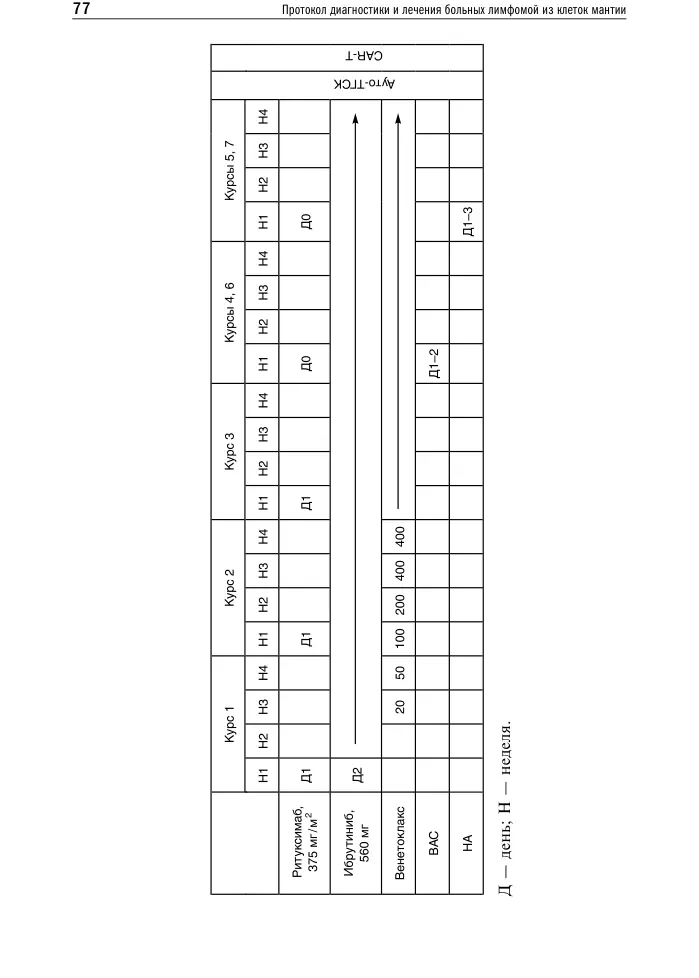 77
Протокол диагностики и лечения больных лимфомой из клеток мантии
Курс 1 Курс 2 Курс 3 Курсы 4, 6 Курсы 5, 7 Ауто-ТГСК CAR-T
Н1 Н2 Н3 Н4 Н1 Н2 Н3 Н4 Н1 Н2 Н3 Н4 Н1 Н2 Н3 Н4 Н1 Н2 Н3 Н4
Ритуксимаб,
375 мг/м² Д1 Д1 Д1 Д0 Д0
Ибрутиниб,
560 мг Д2
Венетоклакс 20 50 100 200 400 400
BAC Д1–2
HA Д1–3
Д — день; Н — неделя.